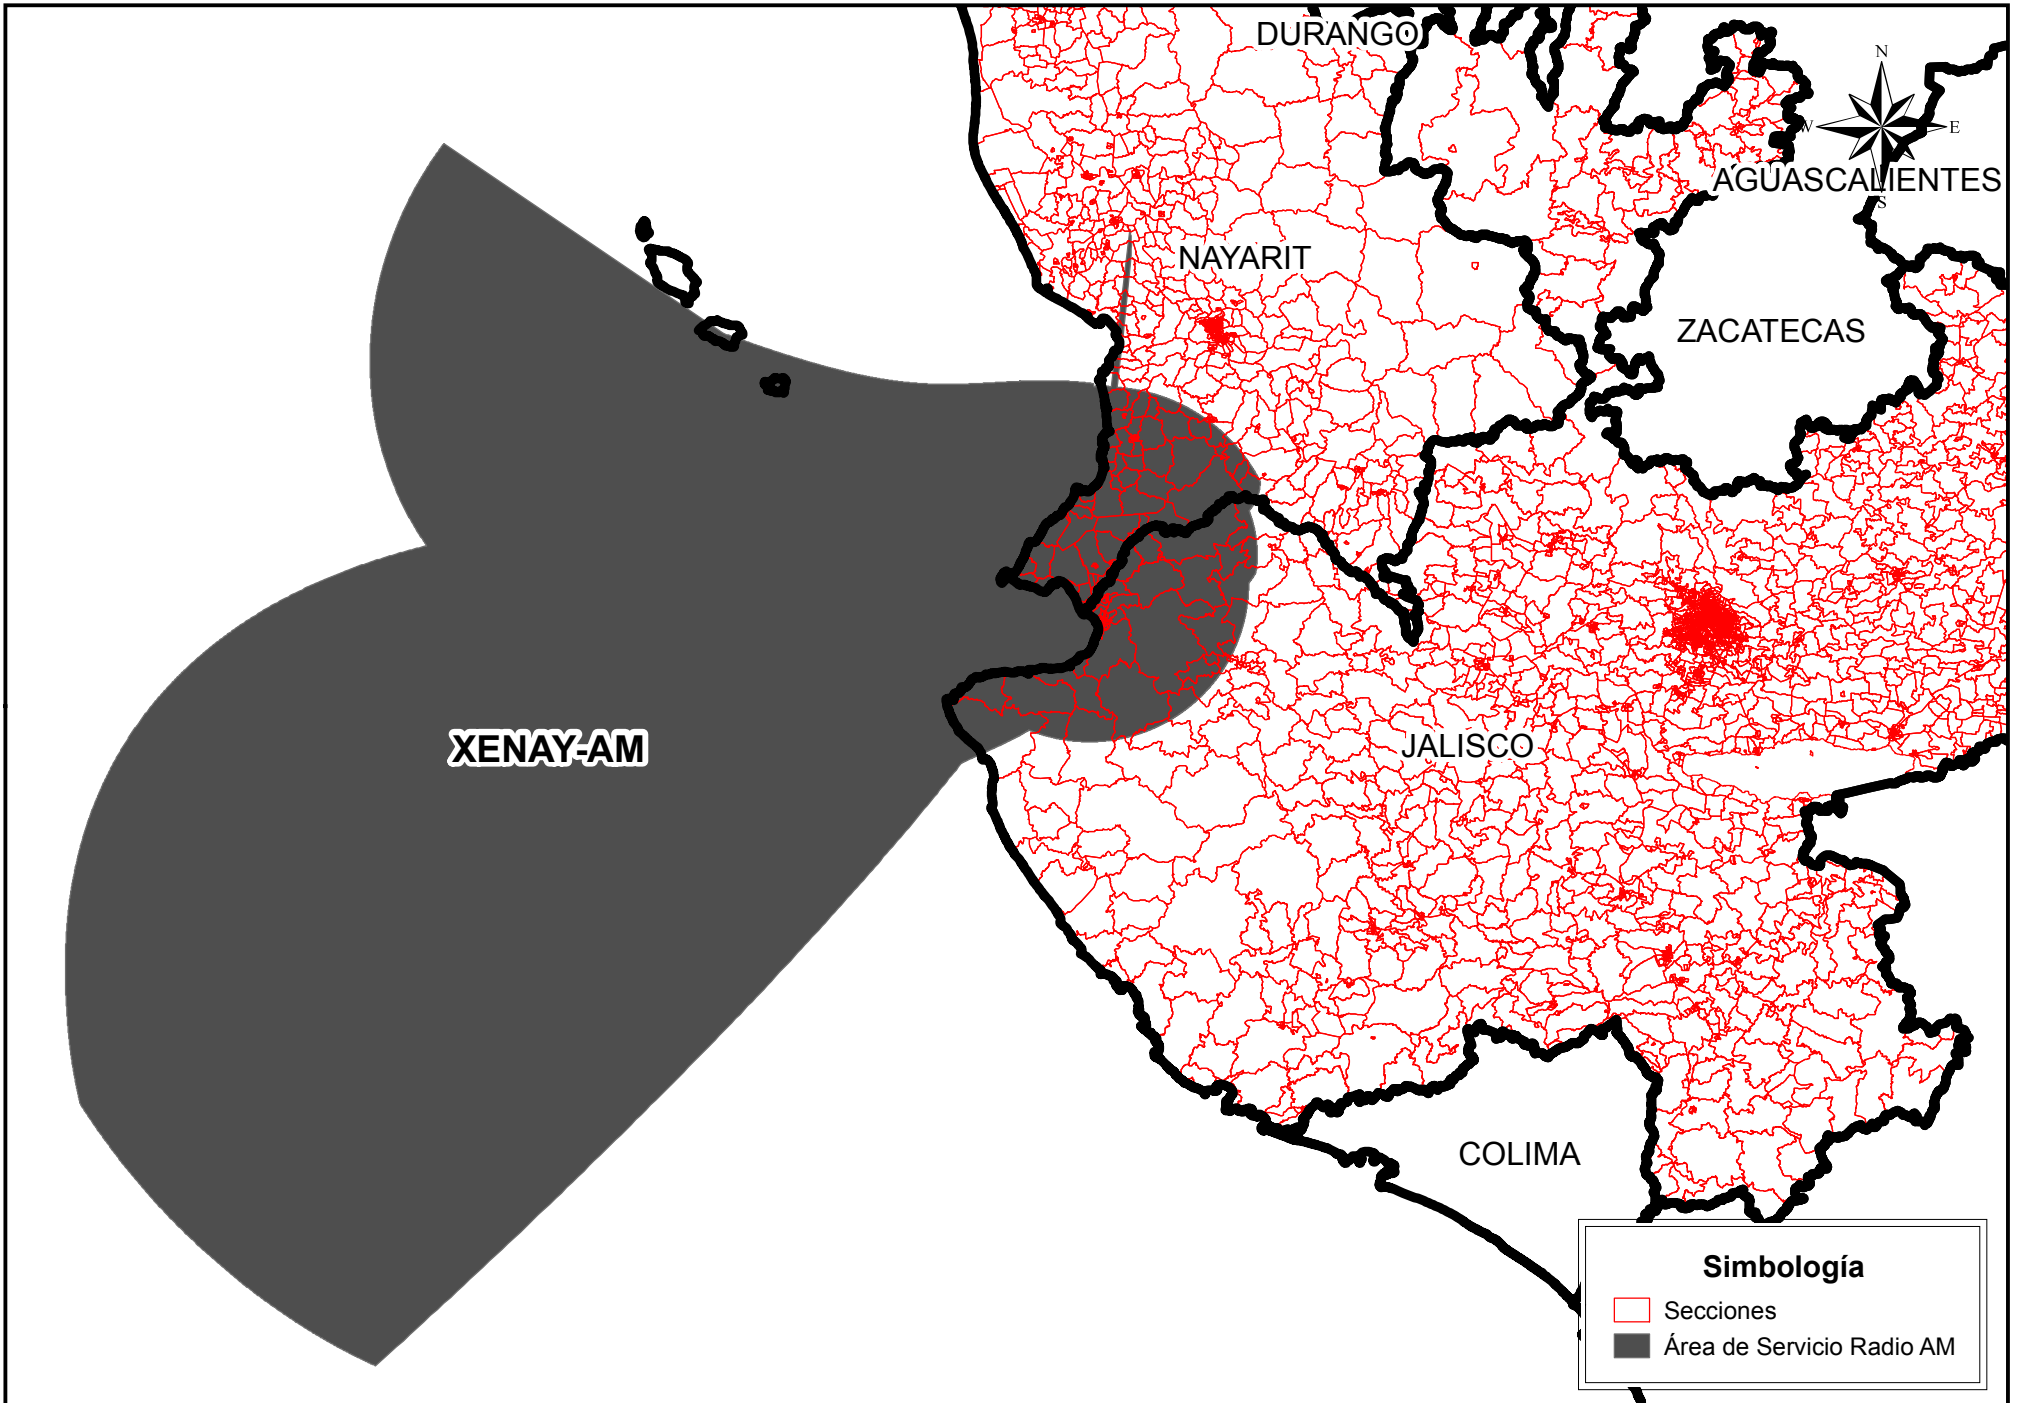 DURANGO
N
W
E
S
AGUASCALIENTES
NAYARIT
ZACATECAS
XENAY-AM
JALISCO
COLIMA
Simbología
Secciones
Área de Servicio Radio AM